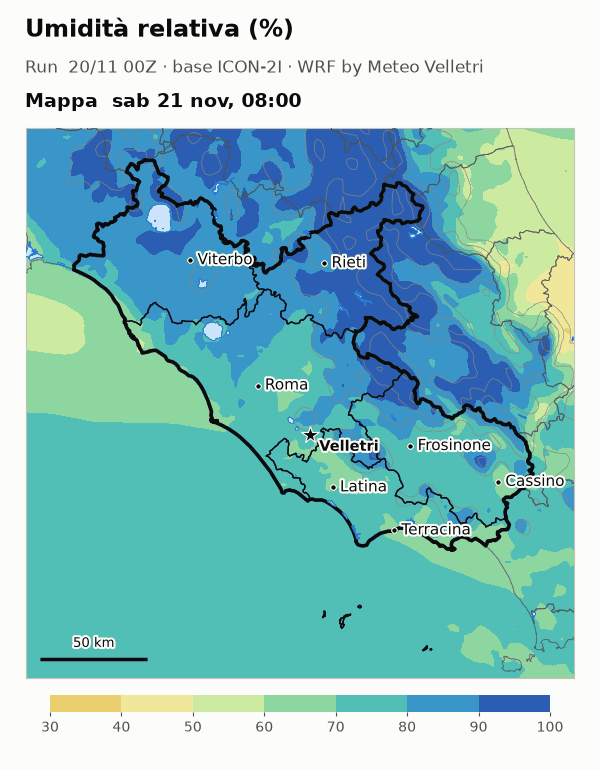 Umidità relativa (%)
Run  20/11 00Z · base ICON-2I · WRF by Meteo Velletri
Mappa  sab 21 nov, 08:00
Viterbo
Rieti
Roma
Velletri
Frosinone
Cassino
Latina
Terracina
50 km
30 40 50 60 70 80 90 100